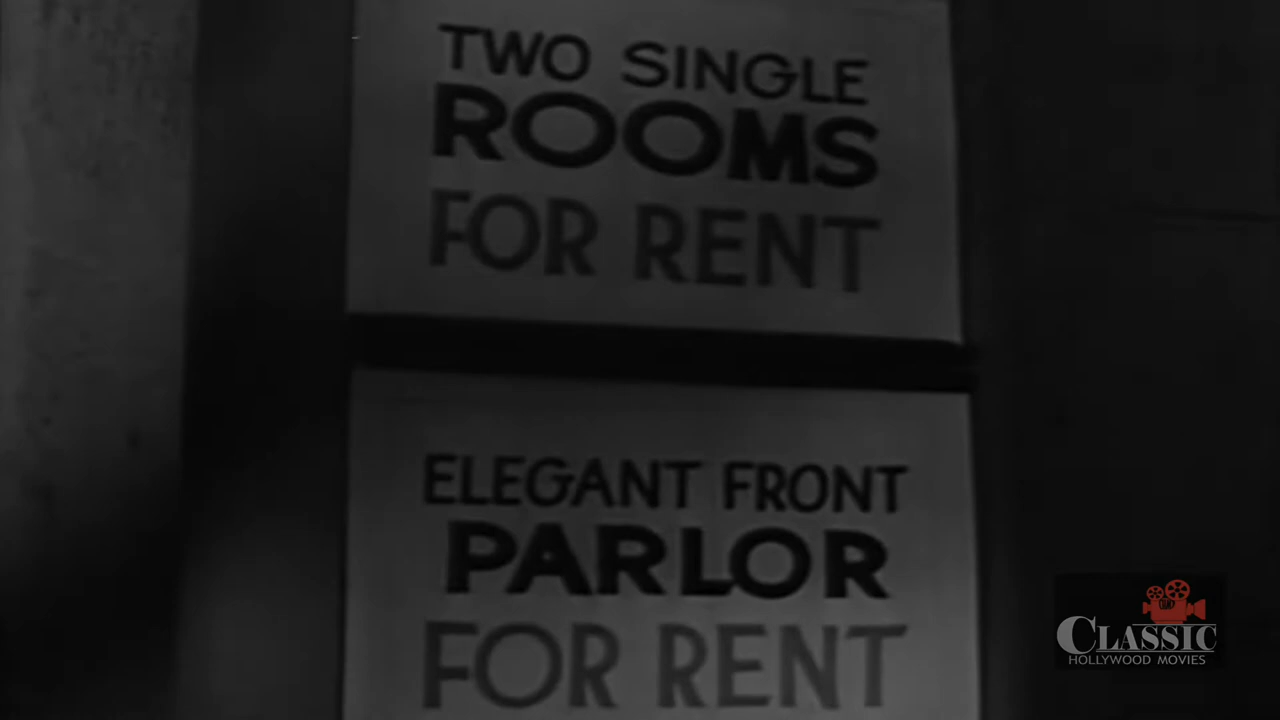 TWO SINGLE
ROOMS
FOR RENT
ELEGANT FRONT
PARLOR
FOR RENT
CLASSIC
HOLLYWOOD MOVIES